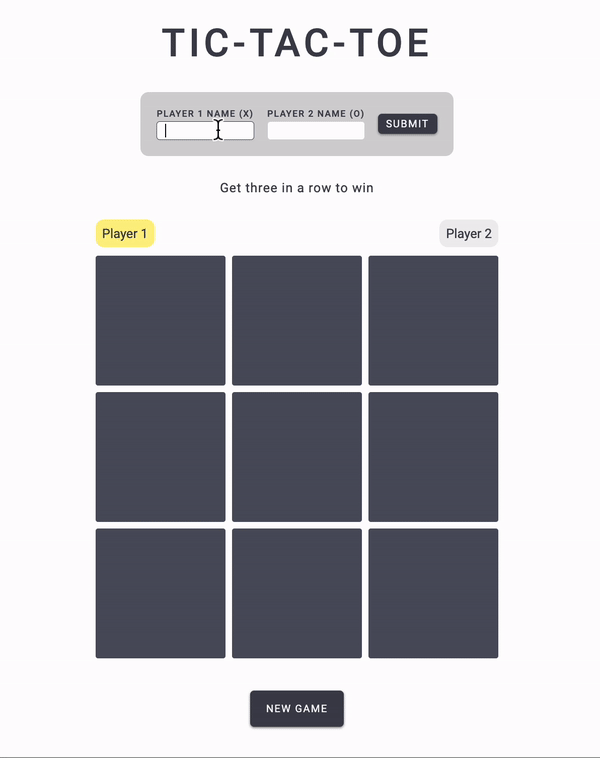 TIC-TAC-TOE
PLAYER 1 NAME (X) PLAYER 2 NAME (O)
SUBMIT
Get three in a row to win
Player 1 Player 2
NEW GAME